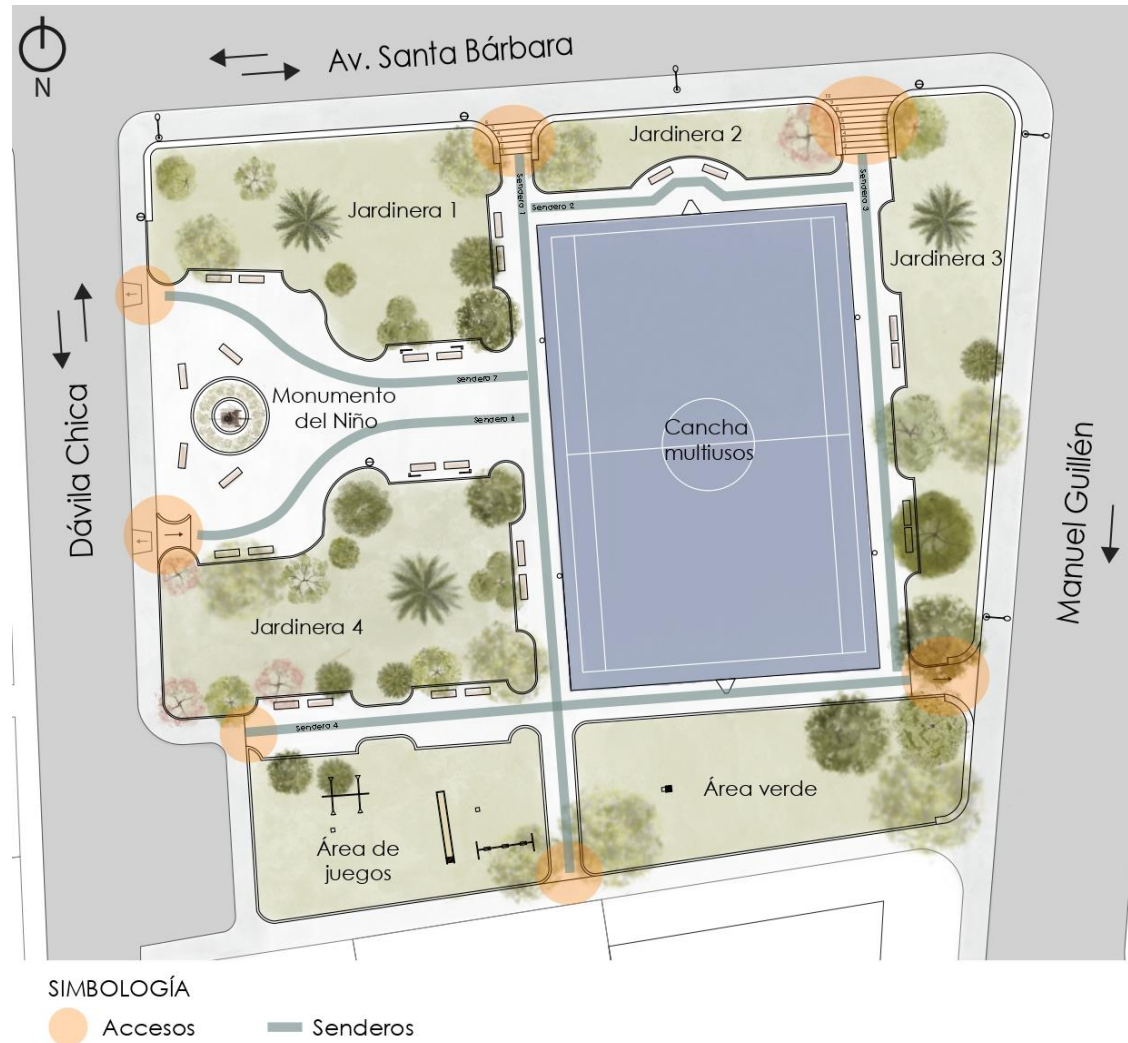 N
Av. Santa Bárbara
Jardinera 1
Jardinera 2
Jardinera 3
Sendero 1
Sendero 2
Sendero 3
Dávila Chica
Monumento
del Niño
Sendero 7
Sendero 8
Cancha
multiusos
Manuel Guillén
Jardinera 4
Sendero 4
Área de
juegos
Área verde
SIMBOLOGÍA
Accesos
Senderos